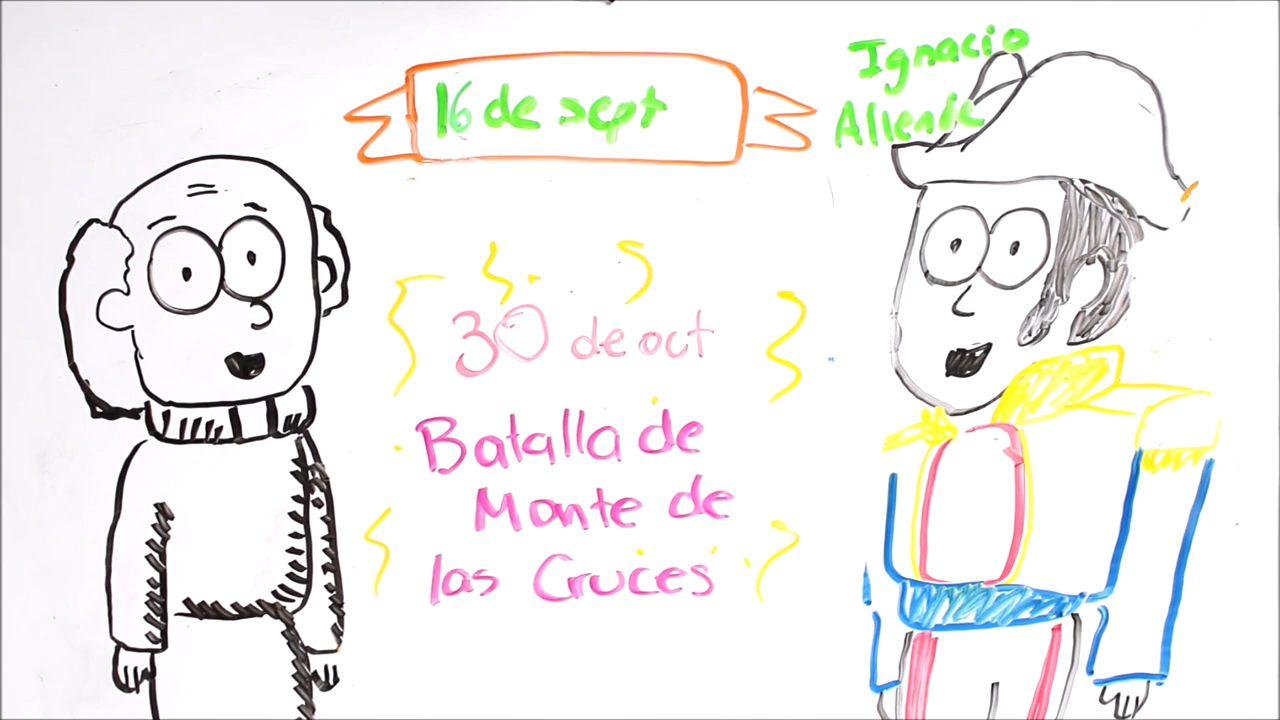 16 de sept
Ignacio
Allende
30 de oct
Batalla de
Monte de
las Cruces